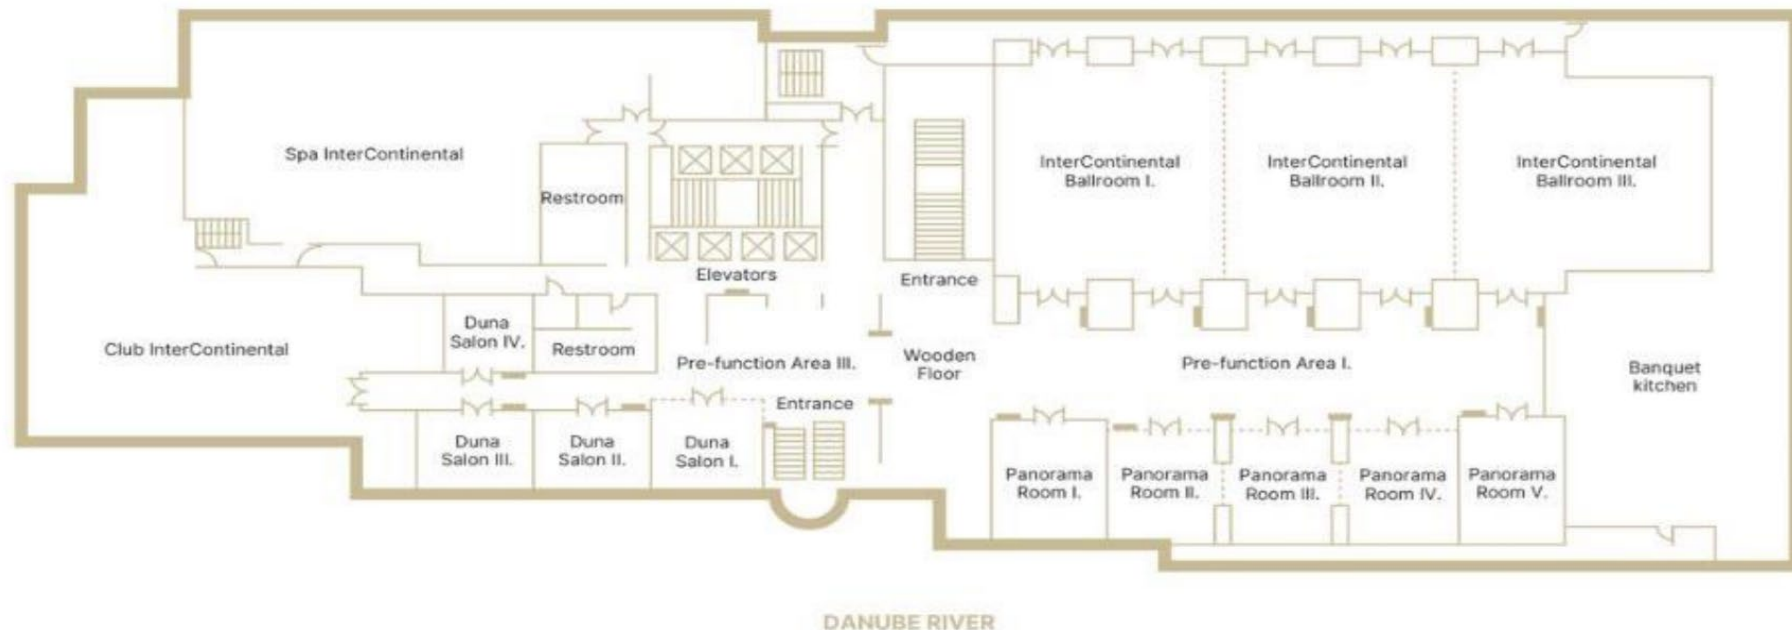 Spa InterContinental
Restroom
InterContinental
Ballroom I.
InterContinental
Ballroom II.
InterContinental
Ballroom III.
Elevators
Entrance
Club InterContinental
Duna
Salon IV.
Restroom
Pre-function Area III.
Wooden
Floor
Pre-function Area I.
Banquet
kitchen
Entrance
Duna
Salon III.
Duna
Salon II.
Duna
Salon I.
Panorama
Room I.
Panorama
Room II.
Panorama
Room III.
Panorama
Room IV.
Panorama
Room V.
DANUBE RIVER